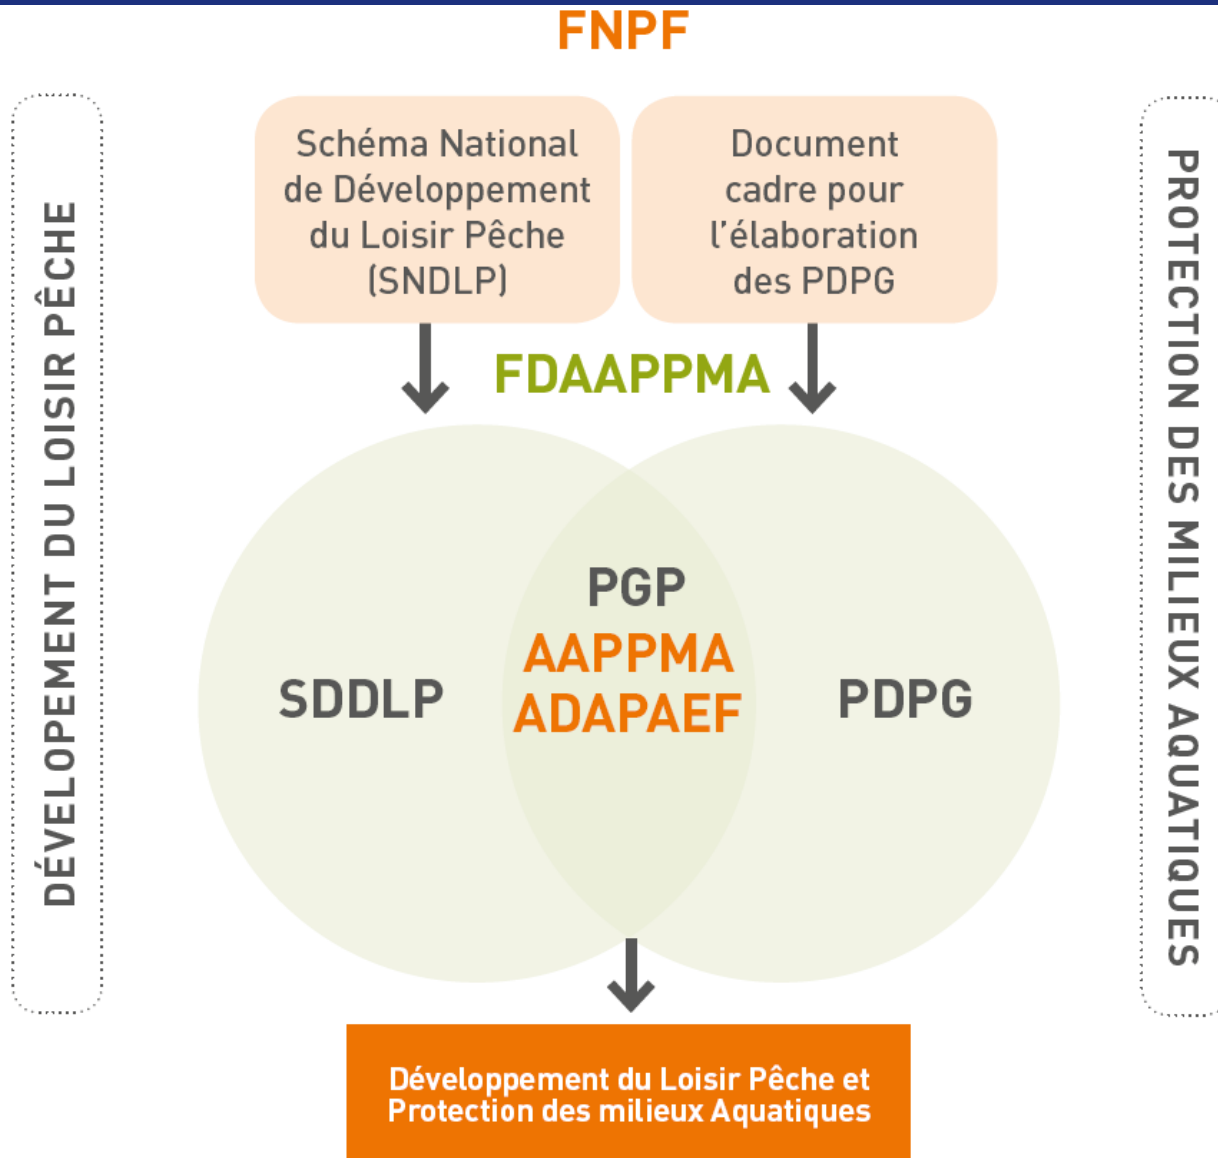 FNPF
DÉVELOPEMENT DU LOISIR PÊCHE
Schéma National
de Développement
du Loisir Pêche
(SNDLP)
Document
cadre pour
l'élaboration
des PDPG
PROTECTION DES MILIEUX AQUATIQUES
FDAAPPMA
SDDLP
PGP
AAPPMA
ADAPAEF
PDPG
Développement du Loisir Pêche et
Protection des milieux Aquatiques